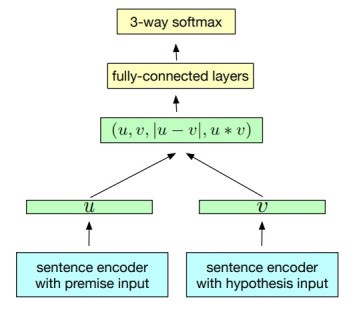 3-way softmax
fully-connected layers
(u, v, |u − v|, u ∗ v)
u
v
sentence encoder
with premise input
sentence encoder
with hypothesis input